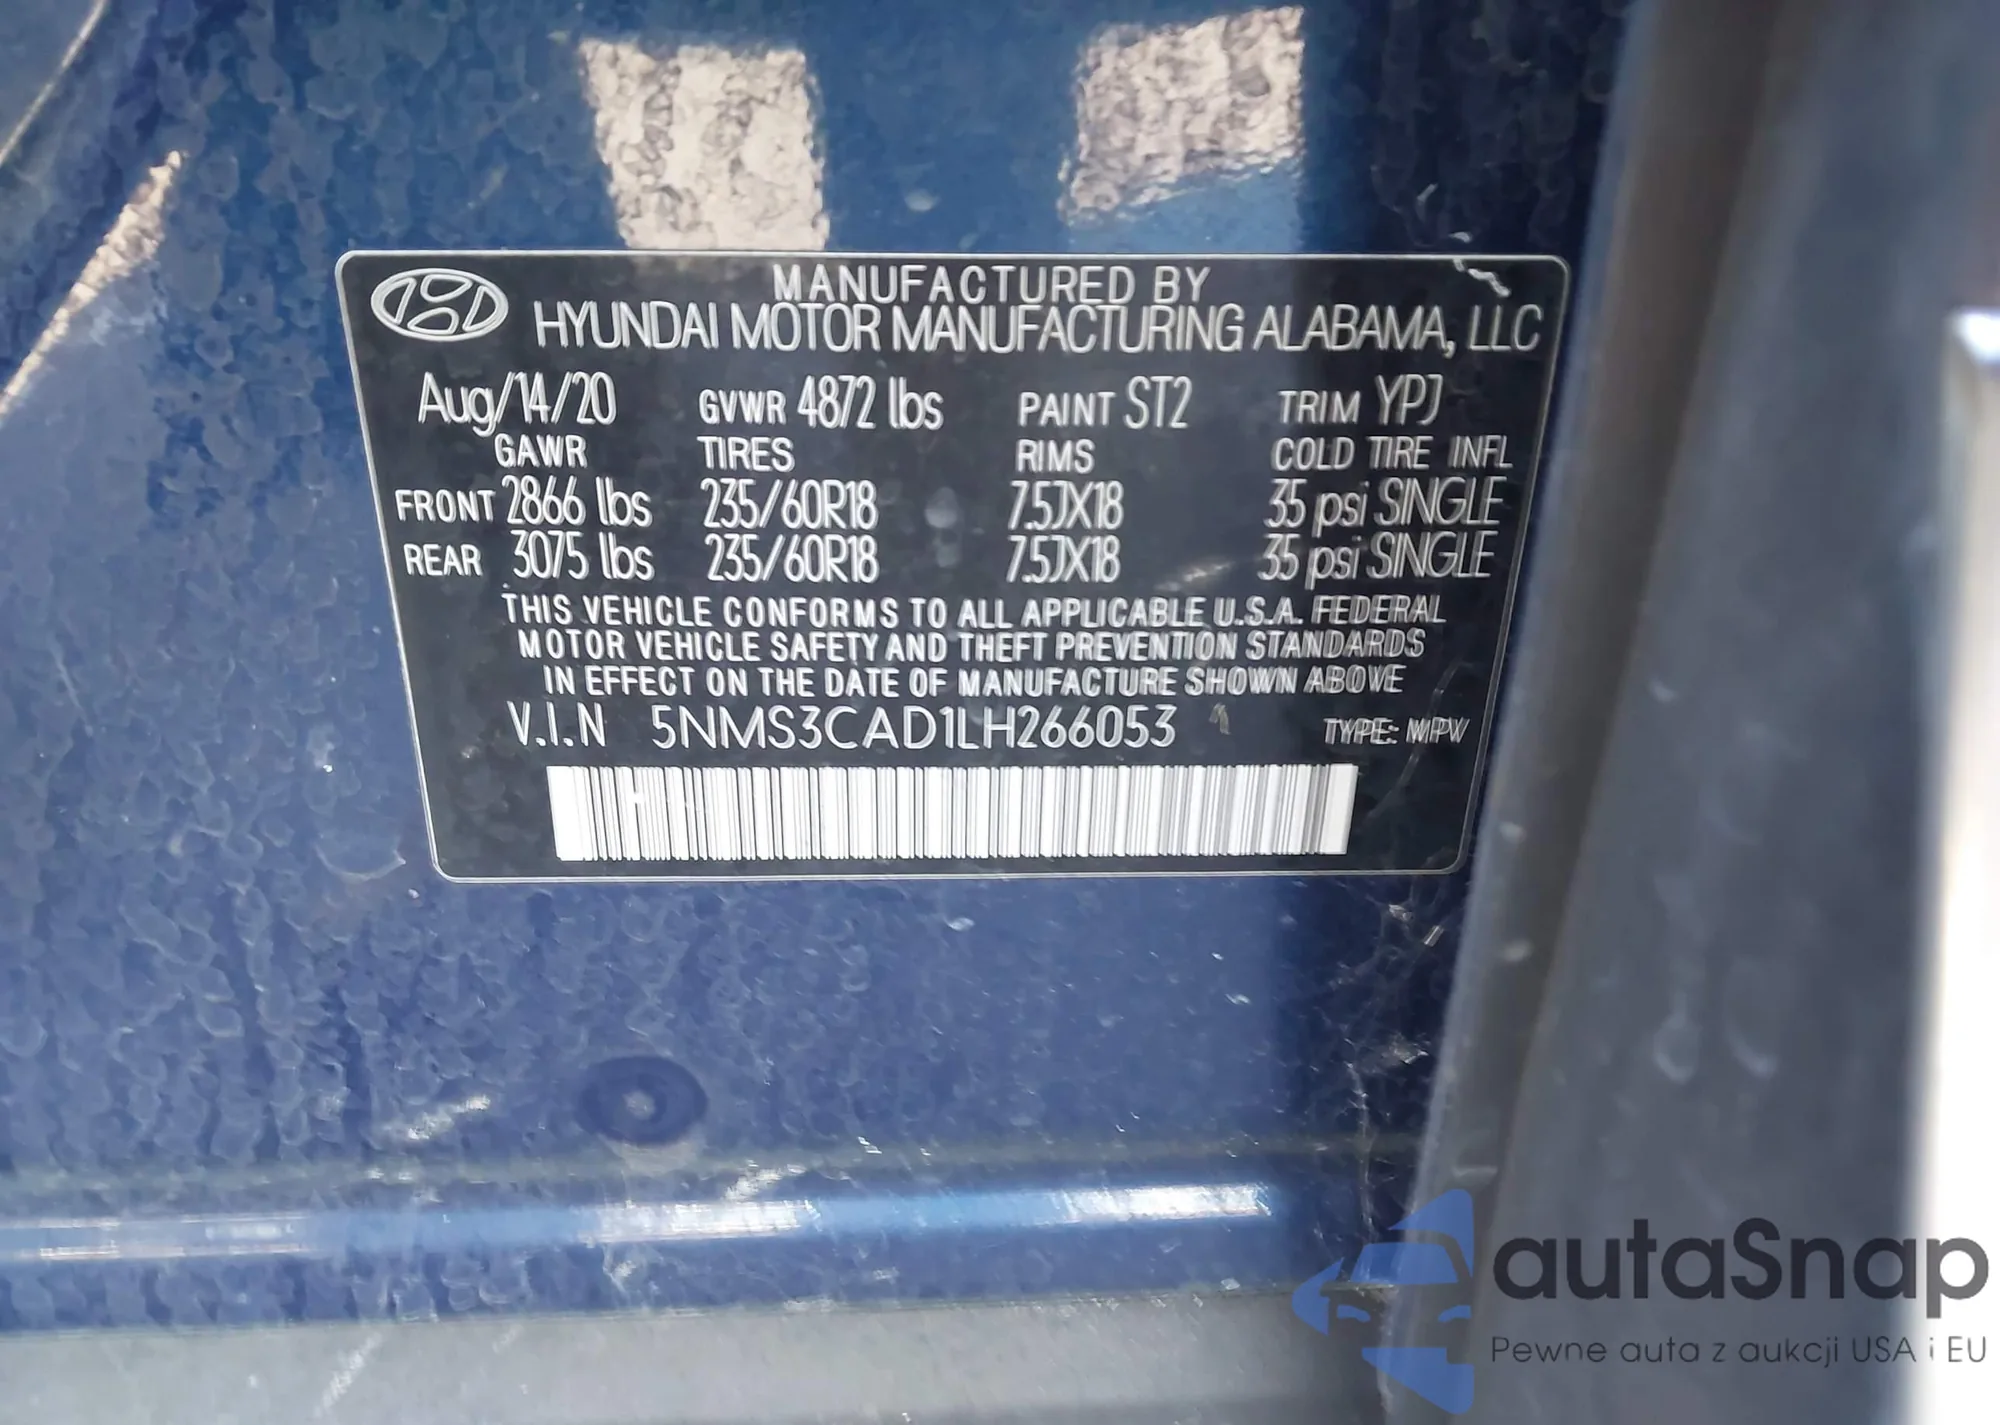 MANUFACTURED BY
HYUNDAI MOTOR MANUFACTURING ALABAMA, LLC
Aug/14/20 GVWR 4872 lbs PAINT ST2 TRIM YPJ
GAWR TIRES RIMS COLD TIRE INFL
FRONT 2866 lbs 235/60R18 7.5JX18 35 psi SINGLE
REAR 3075 lbs 235/60R18 7.5JX18 35 psi SINGLE
THIS VEHICLE CONFORMS TO ALL APPLICABLE U.S.A. FEDERAL
MOTOR VEHICLE SAFETY AND THEFT PREVENTION STANDARDS
IN EFFECT ON THE DATE OF MANUFACTURE SHOWN ABOVE
V.I.N 5NMS3CAD1LH266053 TYPE: MPV
autaSnap
Pewne auta z aukcji USA i EU